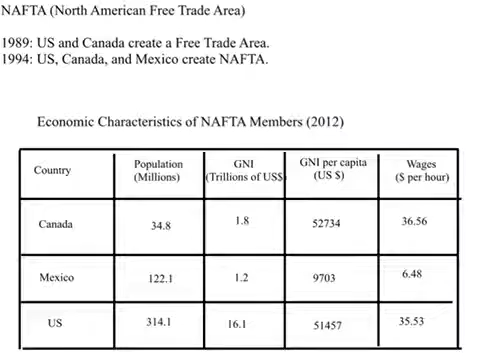 NAFTA (North American Free Trade Area)
1989: US and Canada create a Free Trade Area.
1994: US, Canada, and Mexico create NAFTA.
Economic Characteristics of NAFTA Members (2012)
Country Population (Millions) GNI (Trillions of US$) GNI per capita (US $) Wages ($ per hour)
Canada 34.8 1.8 52734 36.56
Mexico 122.1 1.2 9703 6.48
US 314.1 16.1 51457 35.53